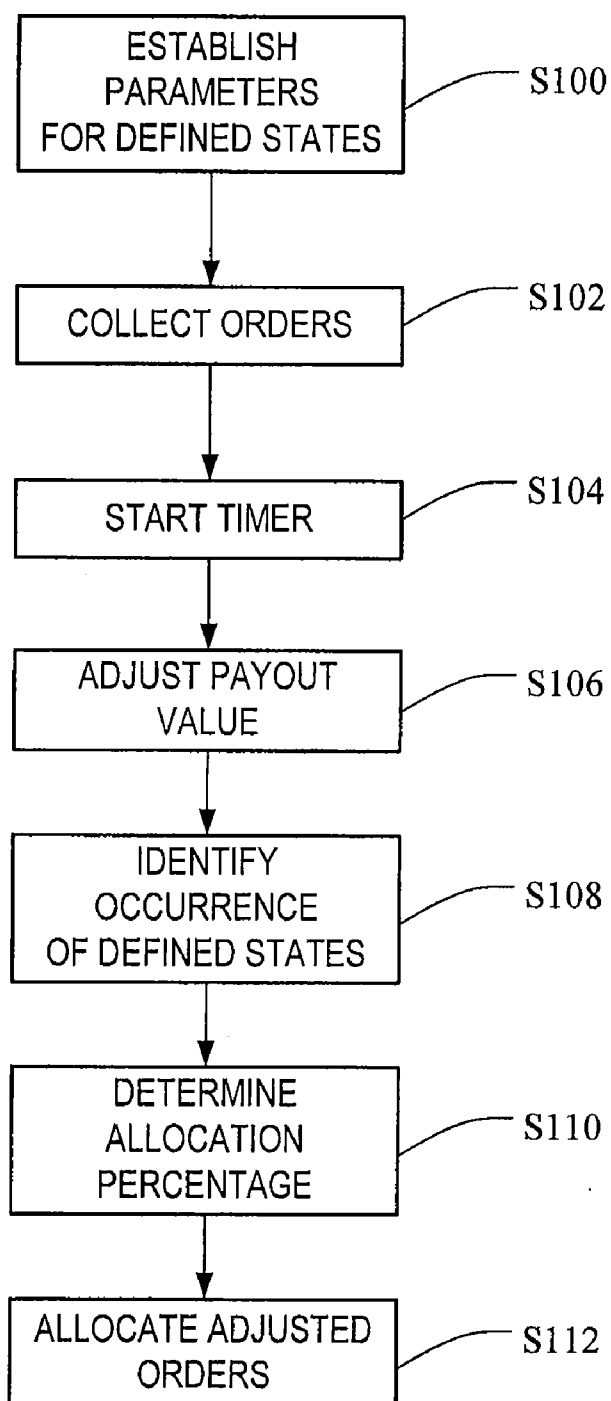 ESTABLISH
PARAMETERS
FOR DEFINED STATES
S100
COLLECT ORDERS
S102
START TIMER
S104
ADJUST PAYOUT
VALUE
S106
IDENTIFY
OCCURRENCE
OF DEFINED STATES
S108
DETERMINE
ALLOCATION
PERCENTAGE
S110
ALLOCATE ADJUSTED
ORDERS
S112